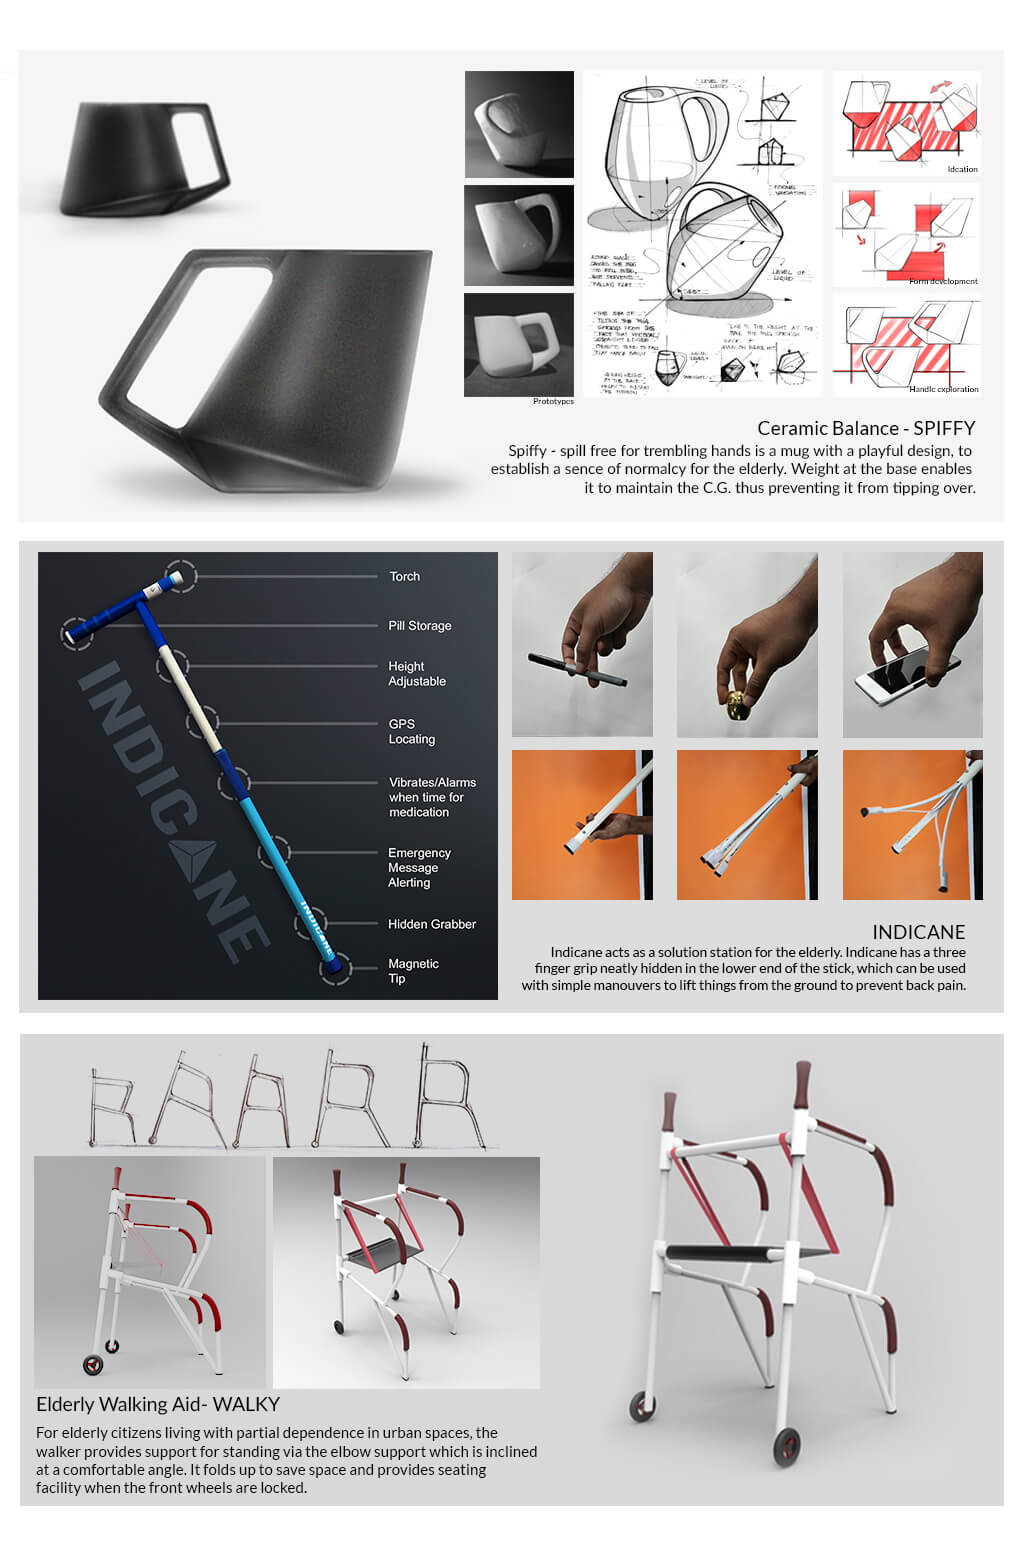 LEVEL OF
LIQUID
LEVEL OF
LIQUID
Prototypes
Ideation
Form development
Handle exploration
Ceramic Balance - SPIFFY
Spiffy - spill free for trembling hands is a mug with a playful design, to
establish a sence of normalcy for the elderly. Weight at the base enables
it to maintain the C.G. thus preventing it from tipping over.
INDICANE
Torch
Pill Storage
Height
Adjustable
GPS
Locating
Vibrates/Alarms
when time for
medication
Emergency
Message
Alerting
Hidden Grabber
Magnetic
Tip
INDICANE
INDICANE
Indicane acts as a solution station for the elderly. Indicane has a three
finger grip neatly hidden in the lower end of the stick, which can be used
with simple manouvers to lift things from the ground to prevent back pain.
Elderly Walking Aid- WALKY
For elderly citizens living with partial dependence in urban spaces, the
walker provides support for standing via the elbow support which is inclined
at a comfortable angle. It folds up to save space and provides seating
facility when the front wheels are locked.